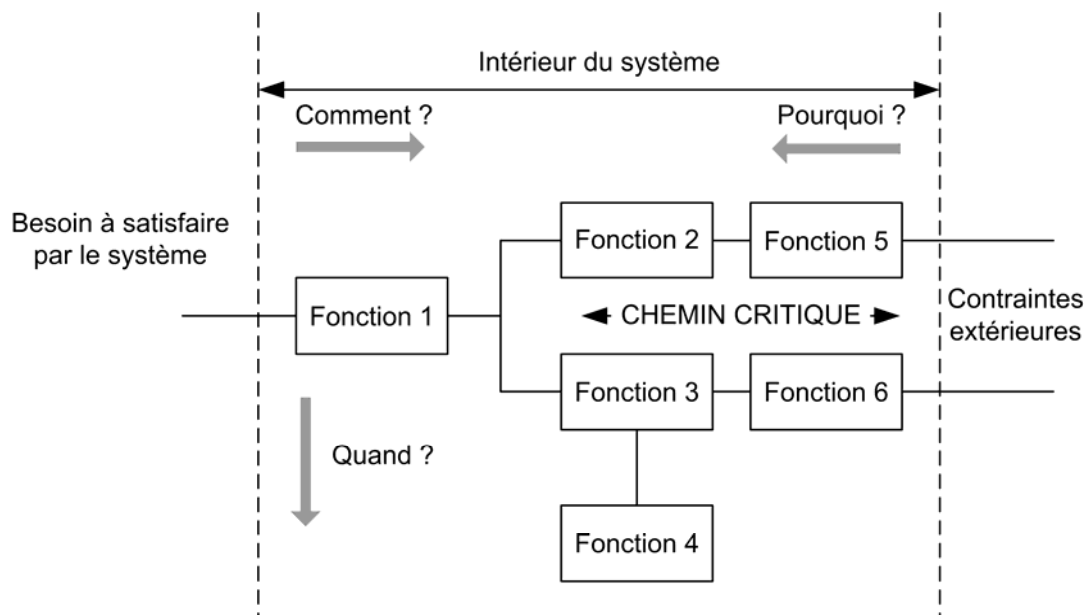 Intérieur du système
Comment ?
Pourquoi ?
Besoin à satisfaire
par le système
Fonction 2
Fonction 5
Fonction 1
CHEMIN CRITIQUE
Contraintes
extérieures
Fonction 3
Fonction 6
Quand ?
Fonction 4